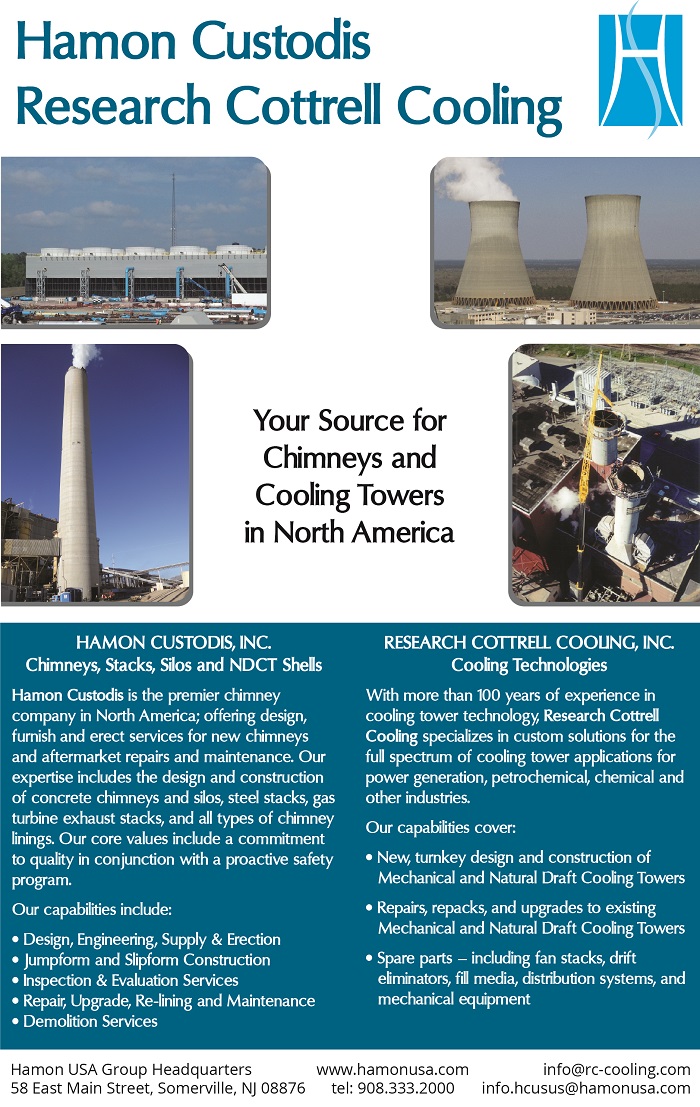 Hamon Custodis
Research Cottrell Cooling
Your Source for
Chimneys and
Cooling Towers
in North America
HAMON CUSTODIS, INC.
Chimneys, Stacks, Silos and NDCT Shells
Hamon Custodis is the premier chimney
company in North America; offering design,
furnish and erect services for new chimneys
and aftermarket repairs and maintenance. Our
expertise includes the design and construction
of concrete chimneys and silos, steel stacks, gas
turbine exhaust stacks, and all types of chimney
linings. Our core values include a commitment
to quality in conjunction with a proactive safety
program.
Our capabilities include:
• Design, Engineering, Supply & Erection
• Jumpform and Slipform Construction
• Inspection & Evaluation Services
• Repair, Upgrade, Re-lining and Maintenance
• Demolition Services
RESEARCH COTTRELL COOLING, INC.
Cooling Technologies
With more than 100 years of experience in
cooling tower technology, Research Cottrell
Cooling specializes in custom solutions for the
full spectrum of cooling tower applications for
power generation, petrochemical, chemical and
other industries.
Our capabilities cover:
• New, turnkey design and construction of
Mechanical and Natural Draft Cooling Towers
• Repairs, repacks, and upgrades to existing
Mechanical and Natural Draft Cooling Towers
• Spare parts – including fan stacks, drift
eliminators, fill media, distribution systems, and
mechanical equipment
Hamon USA Group Headquarters
58 East Main Street, Somerville, NJ 08876
www.hamonusa.com
tel: 908.333.2000
info@rc-cooling.com
info.hcusus@hamonusa.com